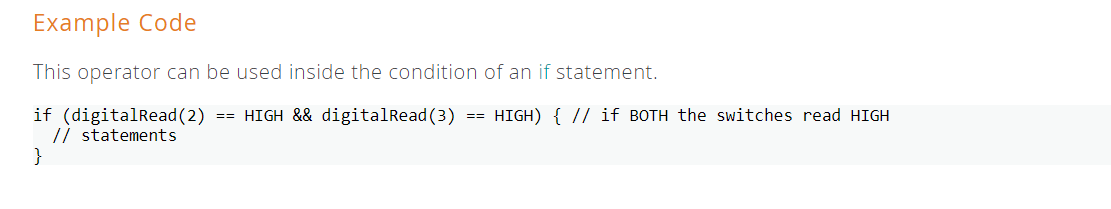 Example Code
This operator can be used inside the condition of an if statement.
if (digitalRead(2) == HIGH && digitalRead(3) == HIGH) { // if BOTH the switches read HIGH
  // statements
}